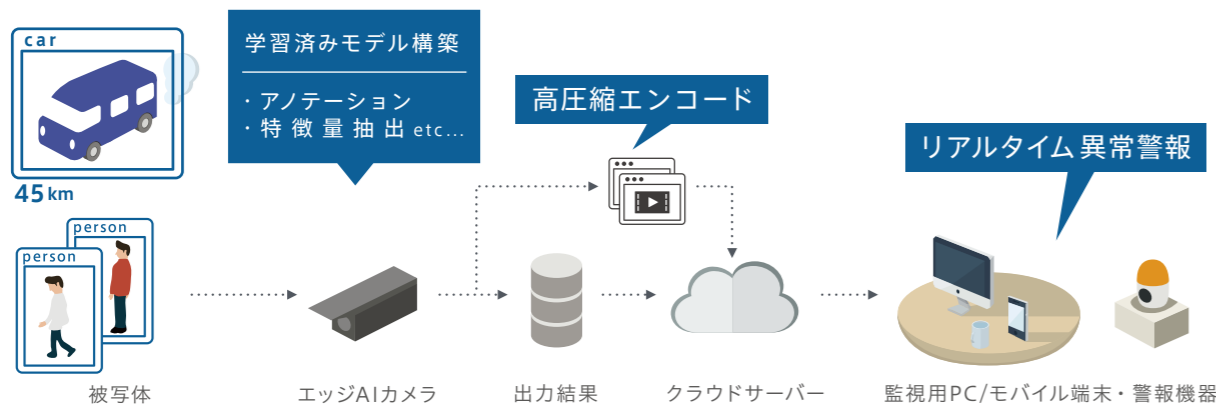 car
45 km
person
person
学習済みモデル構築
・アノテーション
・特徴量抽出 etc...
高圧縮エンコード
リアルタイム異常警報
被写体
エッジAIカメラ
出力結果
クラウドサーバー
監視用PC/モバイル端末・警報機器